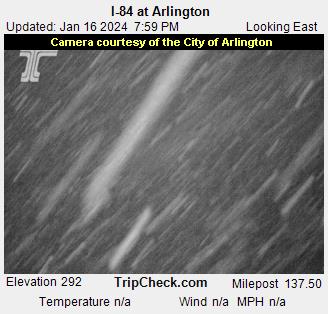 I-84 at Arlington
Updated: Jan 16 2024 7:59 PM Looking East
Camera courtesy of the City of Arlington
Elevation 292 TripCheck.com Milepost 137.50
Temperature n/a Wind n/a MPH n/a